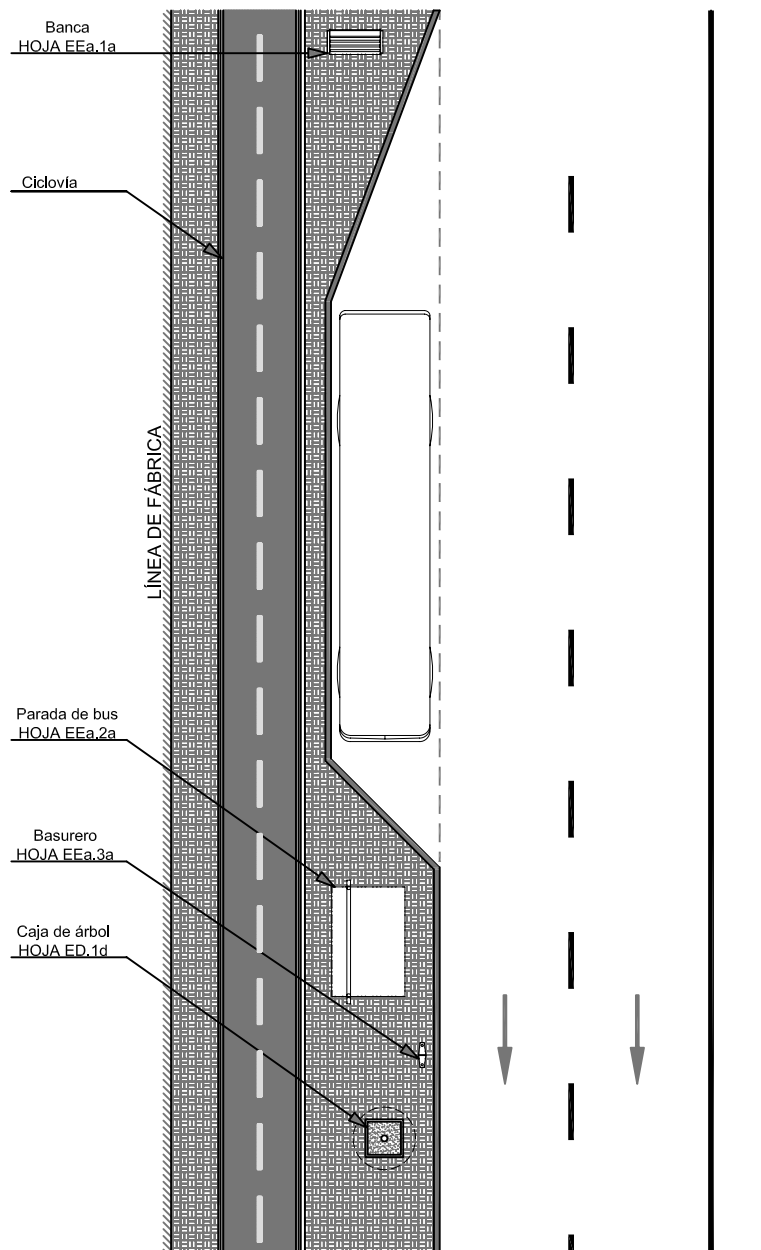 Banca
HOJA EEa.1a
Ciclovía
LÍNEA DE FÁBRICA
Parada de bus
HOJA EEa.2a
Basurero
HOJA EEa.3a
Caja de árbol
HOJA ED.1d